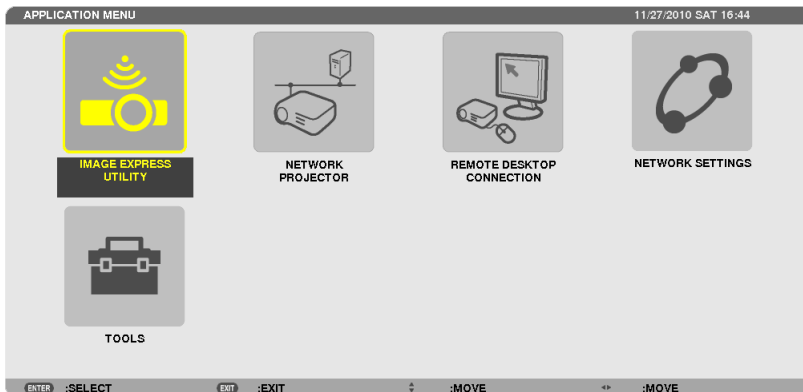 APPLICATION MENU 11/27/2010 SAT 16:44
IMAGE EXPRESS
UTILITY
NETWORK
PROJECTOR
REMOTE DESKTOP
CONNECTION
NETWORK SETTINGS
TOOLS
ENTER :SELECT EXIT :EXIT :MOVE :MOVE